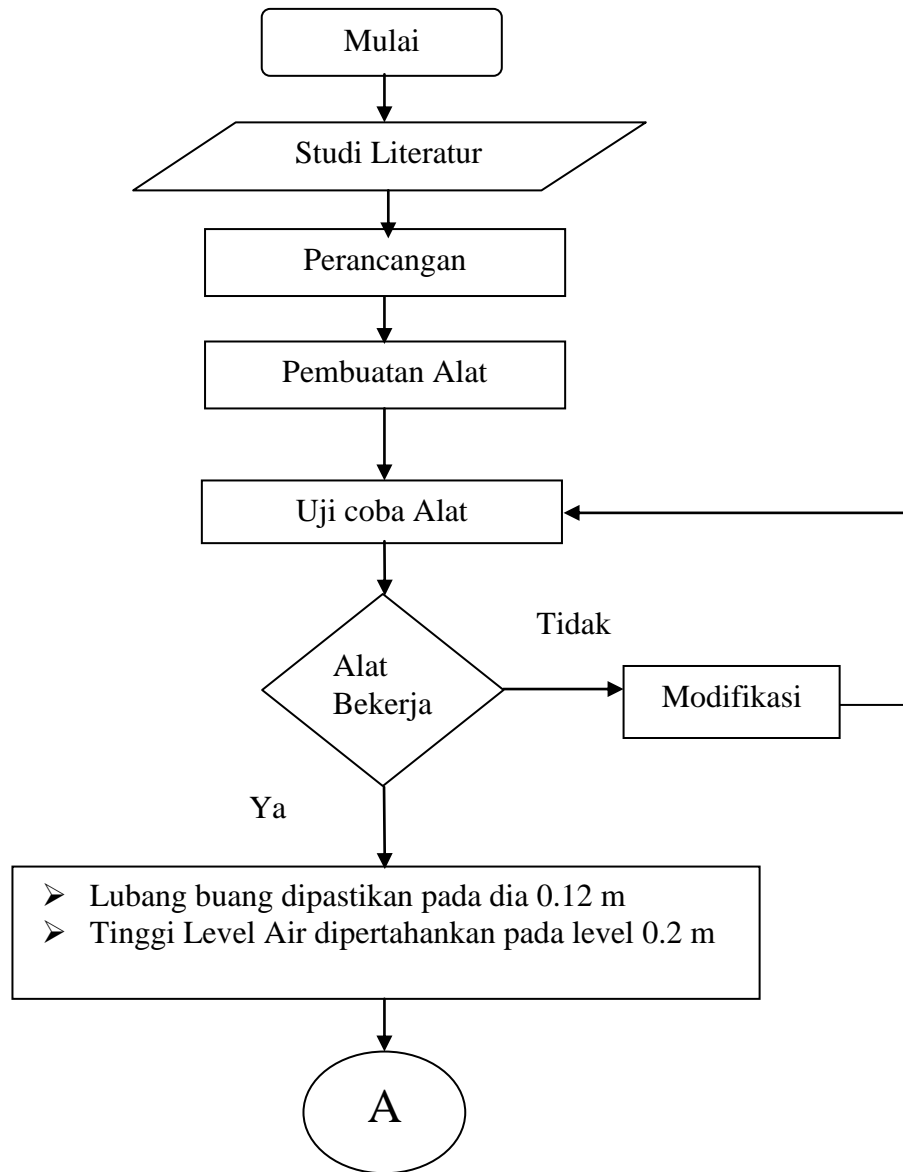 Mulai
Studi Literatur
Perancangan
Pembuatan Alat
Uji coba Alat
Tidak
Alat
Bekerja
Modifikasi
Ya
➢ Lubang buang dipastikan pada dia 0.12 m
➢ Tinggi Level Air dipertahankan pada level 0.2 m
A